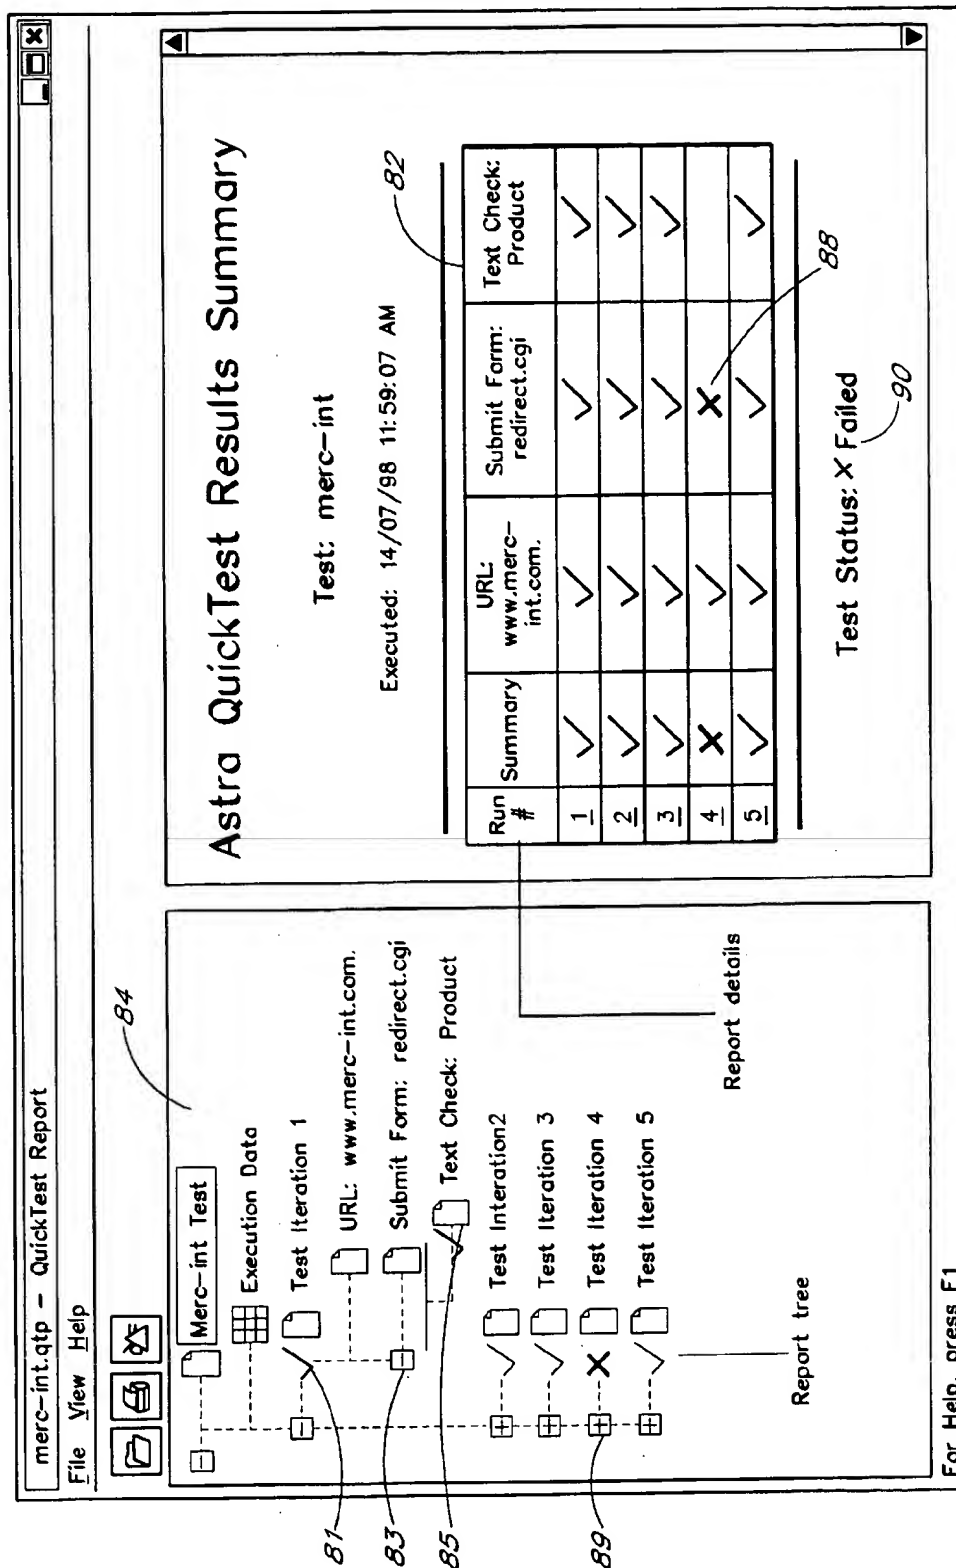 merc-int.qtp – QuickTest Report
File View Help
84
Merc-int Test
Execution Data
Test Iteration 1
URL: www.merc-int.com.
Submit Form: redirect.cgi
Text Check: Product
Test Interation2
Test Iteration 3
Test Iteration 4
Test Iteration 5
81
83
85
89
Report tree
Report details
Astra QuickTest Results Summary
Test: merc-int
Executed: 14/07/98 11:59:07 AM
82
Run
#
Summary
URL:
www.merc-
int.com.
Submit Form:
redirect.cgi
Text Check:
Product
1
2
3
4
5
88
Test Status: X Failed
90
For Help, press F1